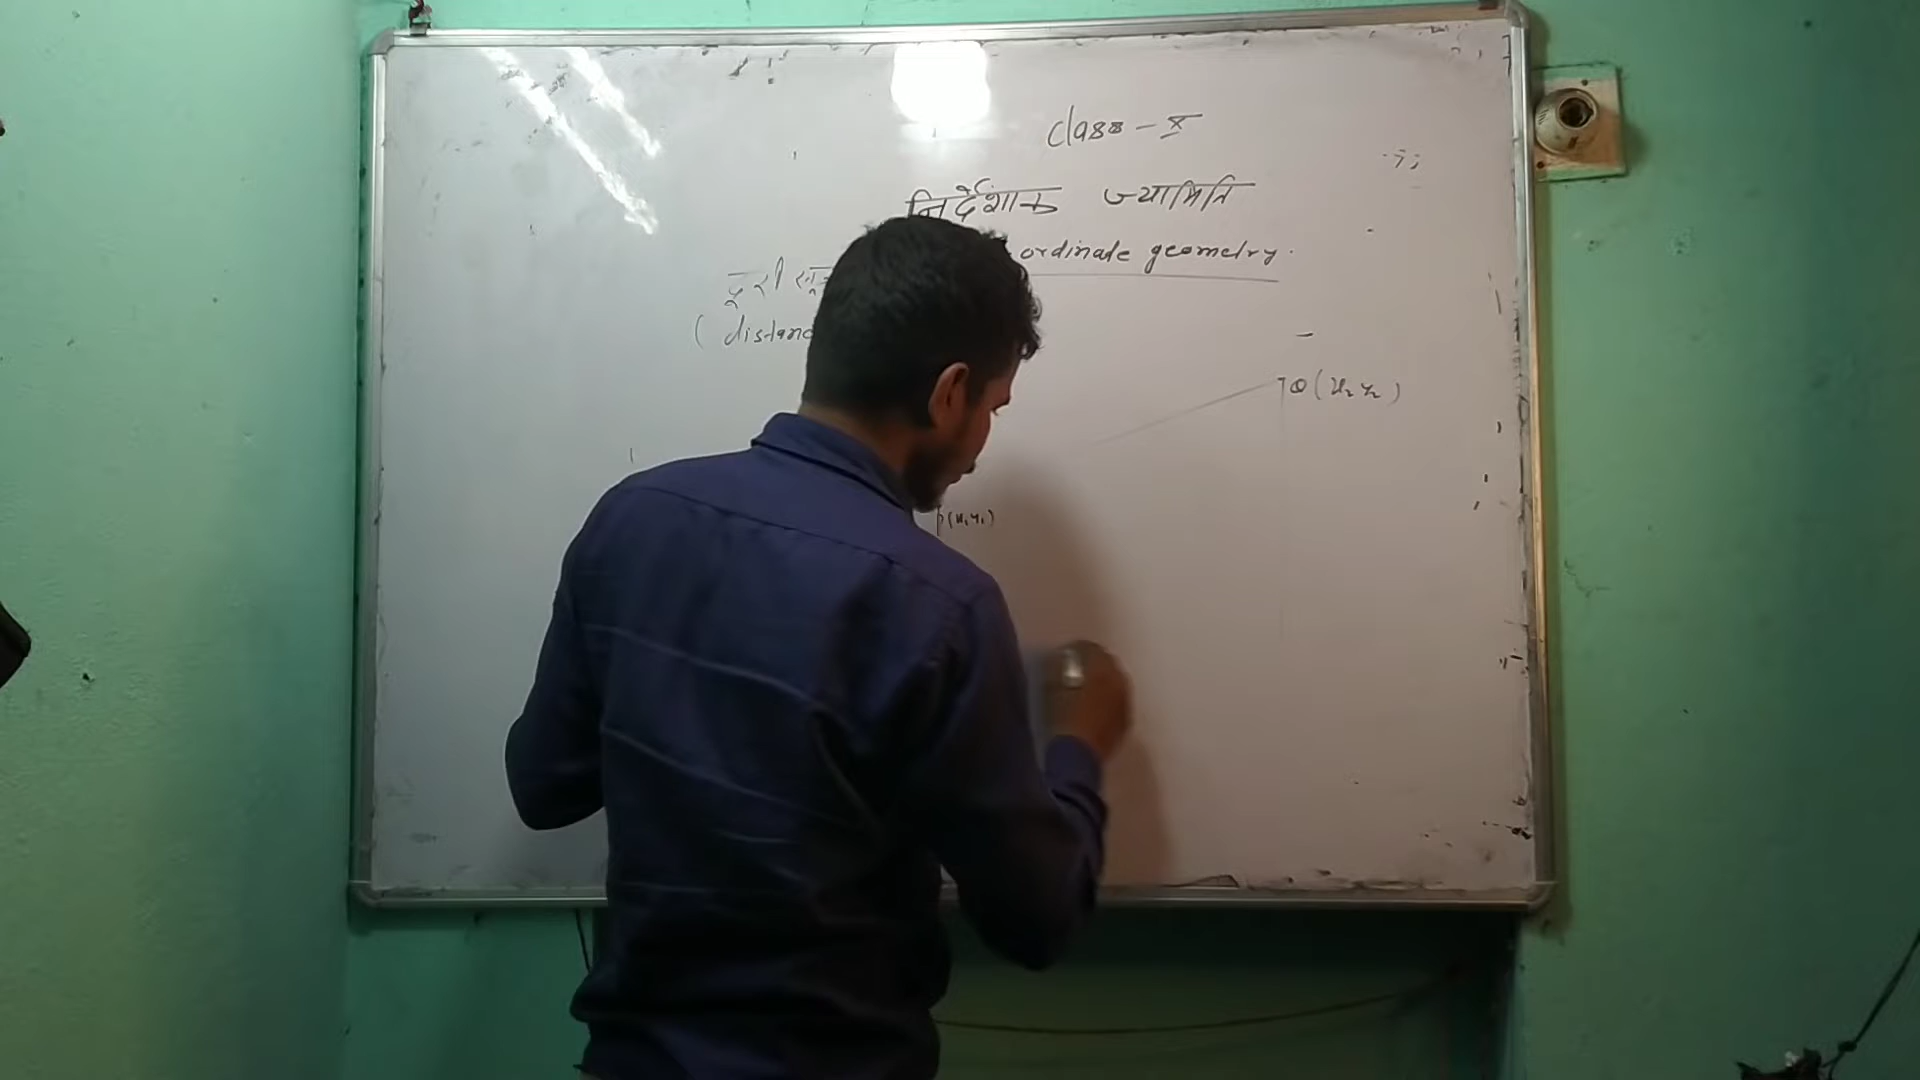 Class - X
निर्देशांक ज्यामिति
ordinate geometry.
दूरी
( distanc
Q ( x₂ y₂ )
P ( x₁ y₁ )